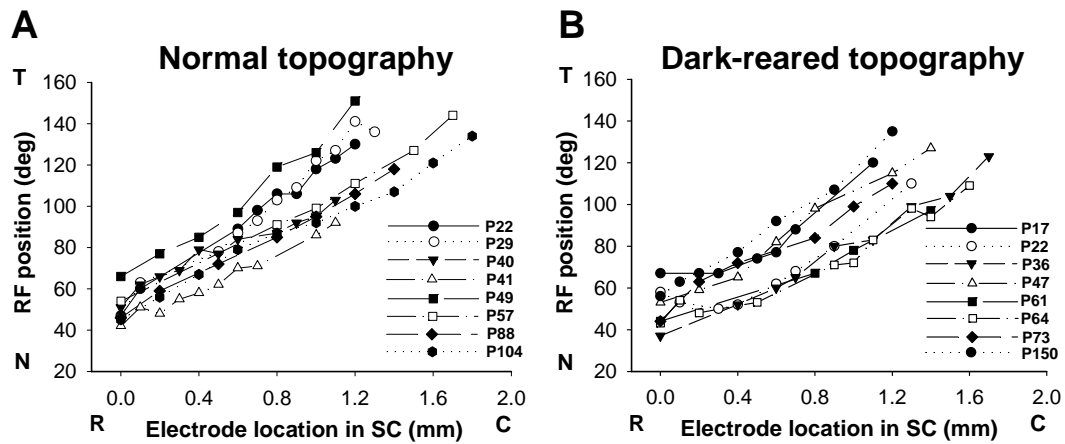 A
Normal topography
T
160
140
120
100
80
60
40
20
RF position (deg)
N
P22
P29
P40
P41
P49
P57
P88
P104
0.0 0.4 0.8 1.2 1.6 2.0
R
Electrode location in SC (mm)
C
B
Dark-reared topography
T
160
140
120
100
80
60
40
20
RF position (deg)
N
P17
P22
P36
P47
P61
P64
P73
P150
0.0 0.4 0.8 1.2 1.6 2.0
R
Electrode location in SC (mm)
C